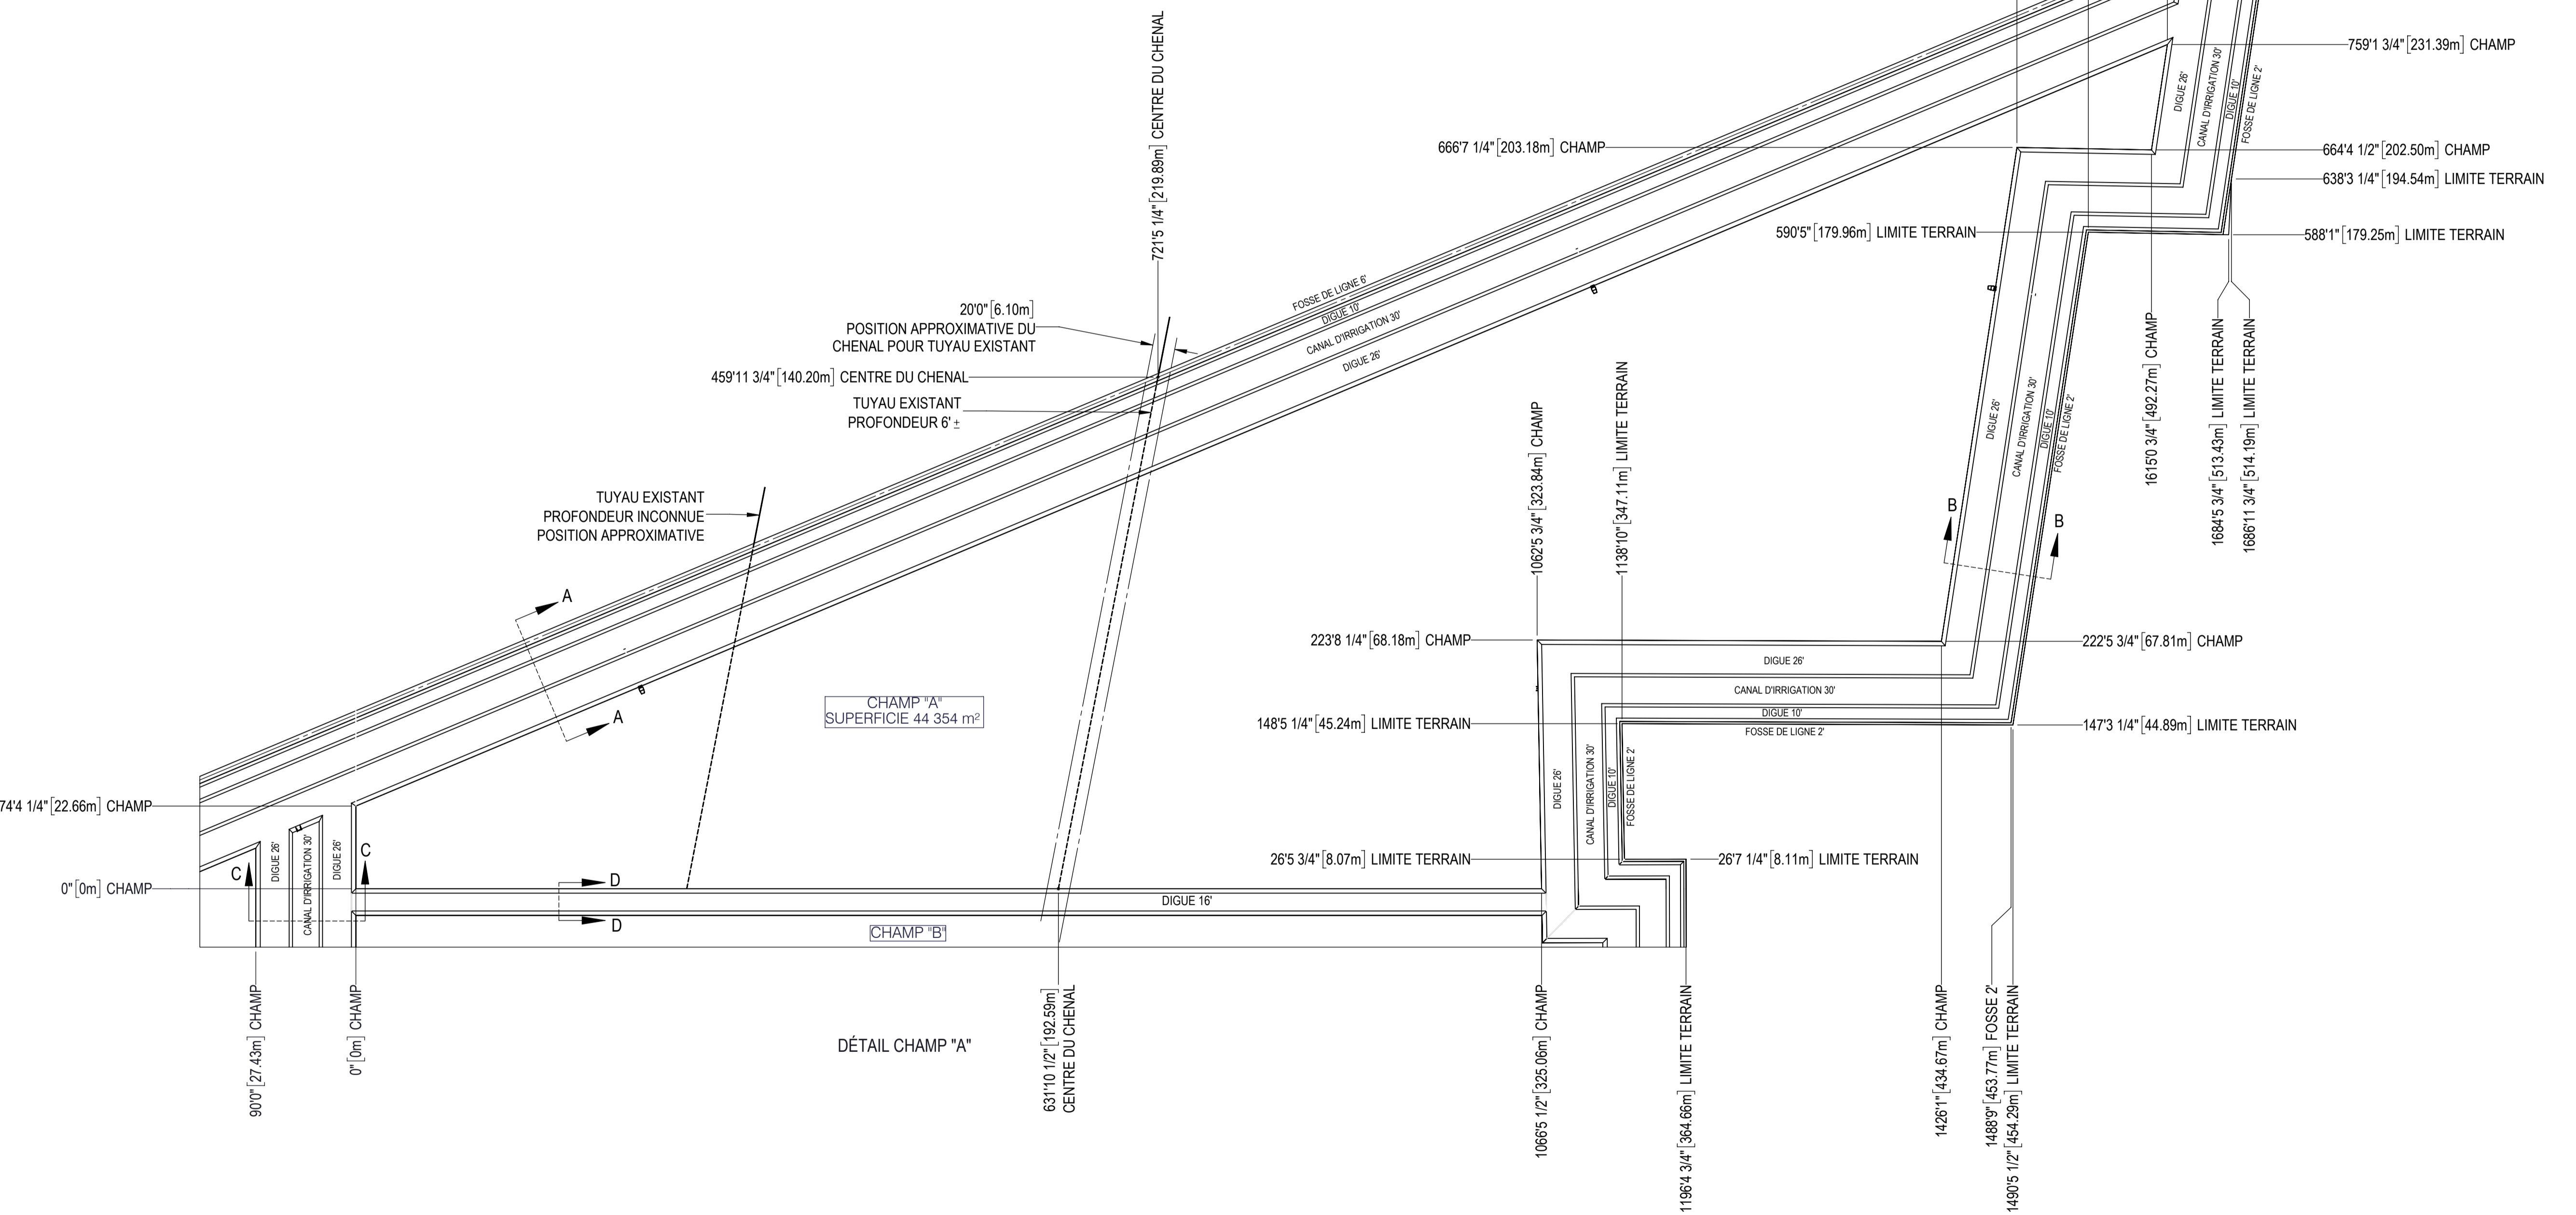 759'1 3/4" [231.39m] CHAMP
721'5 1/4" [219.89m] CENTRE DU CHENAL
DIGUE 26'
CANAL D'IRRIGATION 30'
DIGUE 10'
FOSSE DE LIGNE 2'
666'7 1/4" [203.18m] CHAMP
664'4 1/2" [202.50m] CHAMP
638'3 1/4" [194.54m] LIMITE TERRAIN
590'5" [179.96m] LIMITE TERRAIN
588'1" [179.25m] LIMITE TERRAIN
FOSSE DE LIGNE 6'
DIGUE 10'
CANAL D'IRRIGATION 30'
DIGUE 26'
20'0" [6.10m]
POSITION APPROXIMATIVE DU
CHENAL POUR TUYAU EXISTANT
459'11 3/4" [140.20m] CENTRE DU CHENAL
TUYAU EXISTANT
PROFONDEUR 6' ±
1062'5 3/4" [323.84m] CHAMP
1138'10" [347.11m] LIMITE TERRAIN
DIGUE 26'
CANAL D'IRRIGATION 30'
DIGUE 10'
FOSSE DE LIGNE 2'
1615'0 3/4" [492.27m] CHAMP
1684'5 3/4" [513.43m] LIMITE TERRAIN
1686'11 3/4" [514.19m] LIMITE TERRAIN
TUYAU EXISTANT
PROFONDEUR INCONNUE
POSITION APPROXIMATIVE
B
B
A
A
223'8 1/4" [68.18m] CHAMP
222'5 3/4" [67.81m] CHAMP
DIGUE 26'
CANAL D'IRRIGATION 30'
DIGUE 10'
FOSSE DE LIGNE 2'
CHAMP "A"
SUPERFICIE 44 354 m²
148'5 1/4" [45.24m] LIMITE TERRAIN
147'3 1/4" [44.89m] LIMITE TERRAIN
DIGUE 26'
CANAL D'IRRIGATION 30'
DIGUE 10'
FOSSE DE LIGNE 2'
74'4 1/4" [22.66m] CHAMP
DIGUE 26'
CANAL D'IRRIGATION 30'
DIGUE 26'
C
C
26'5 3/4" [8.07m] LIMITE TERRAIN
26'7 1/4" [8.11m] LIMITE TERRAIN
0" [0m] CHAMP
D
D
DIGUE 16'
CHAMP "B"
90'0" [27.43m] CHAMP
0" [0m] CHAMP
631'10 1/2" [192.59m]
CENTRE DU CHENAL
1066'5 1/2" [325.06m] CHAMP
1196'4 3/4" [364.66m] LIMITE TERRAIN
1426'1" [434.67m] CHAMP
1488'9" [453.77m] FOSSE 2'
1490'5 1/2" [454.29m] LIMITE TERRAIN
DÉTAIL CHAMP "A"